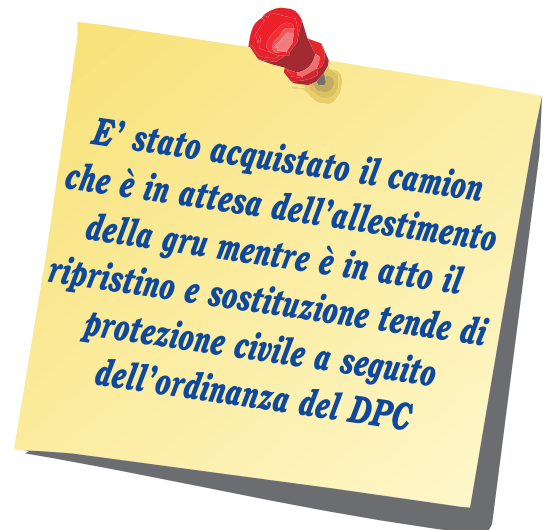 E' stato acquistato il camion
che è in attesa dell'allestimento
della gru mentre è in atto il
ripristino e sostituzione tende di
protezione civile a seguito
dell'ordinanza del DPC